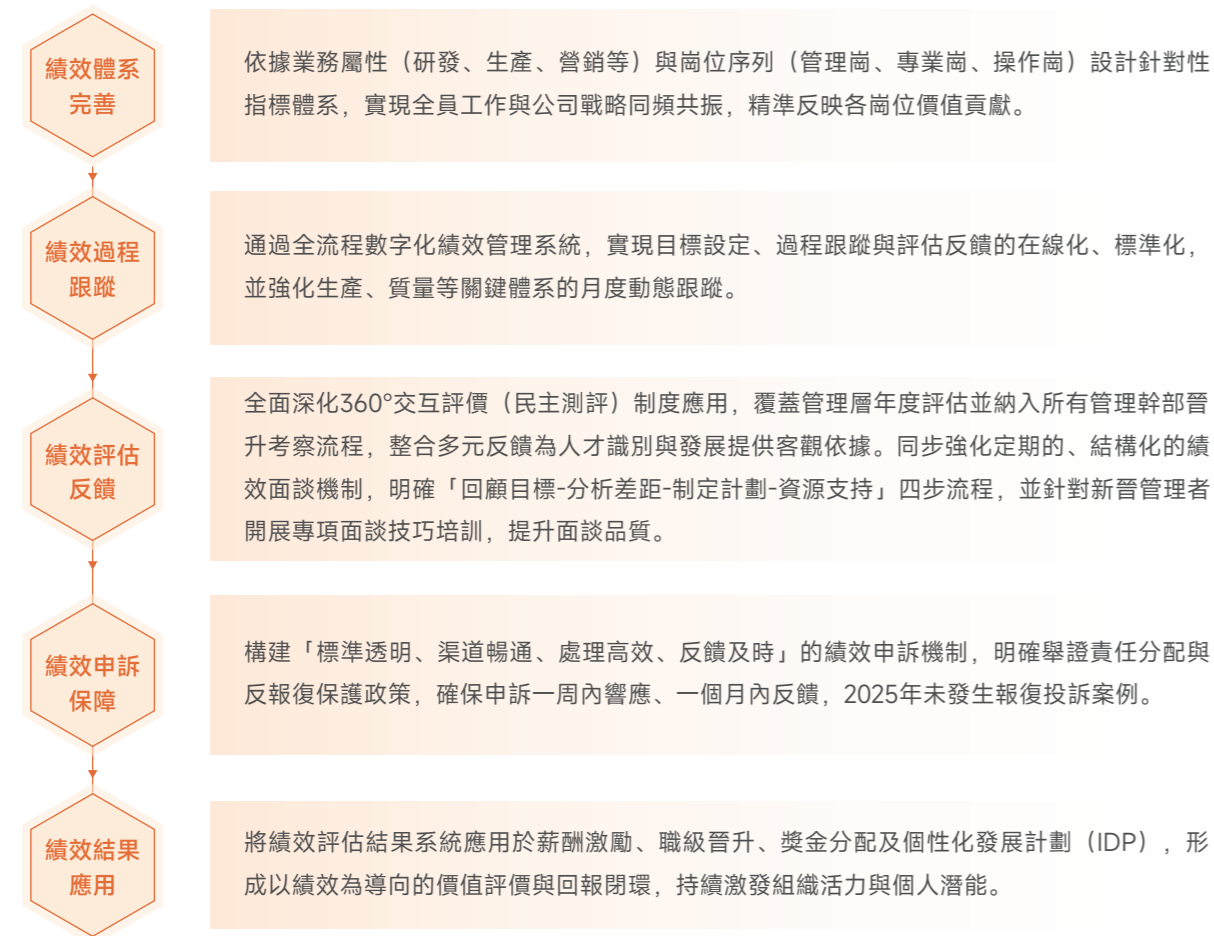 績效體系
完善
依據業務屬性（研發、生產、營銷等）與崗位序列（管理崗、專業崗、操作崗）設計針對性
指標體系，實現全員工作與公司戰略同頻共振，精準反映各崗位價值貢獻。
績效過程
跟蹤
通過全流程數字化績效管理系統，實現目標設定、過程跟蹤與評估反饋的在線化、標準化，
並強化生產、質量等關鍵體系的月度動態跟蹤。
績效評估
反饋
全面深化360°交互評價（民主測評）制度應用，覆蓋管理層年度評估並納入所有管理幹部晉
升考察流程，整合多元反饋為人才識別與發展提供客觀依據。同步強化定期的、結構化的績
效面談機制，明確「回顧目標-分析差距-制定計劃-資源支持」四步流程，並針對新晉管理者
開展專項面談技巧培訓，提升面談品質。
績效申訴
保障
構建「標準透明、渠道暢通、處理高效、反饋及時」的績效申訴機制，明確舉證責任分配與
反報復保護政策，確保申訴一周內響應、一個月內反饋，2025年未發生報復投訴案例。
績效結果
應用
將績效評估結果系統應用於薪酬激勵、職級晉升、獎金分配及個性化發展計劃（IDP），形
成以績效為導向的價值評價與回報閉環，持續激發組織活力與個人潛能。